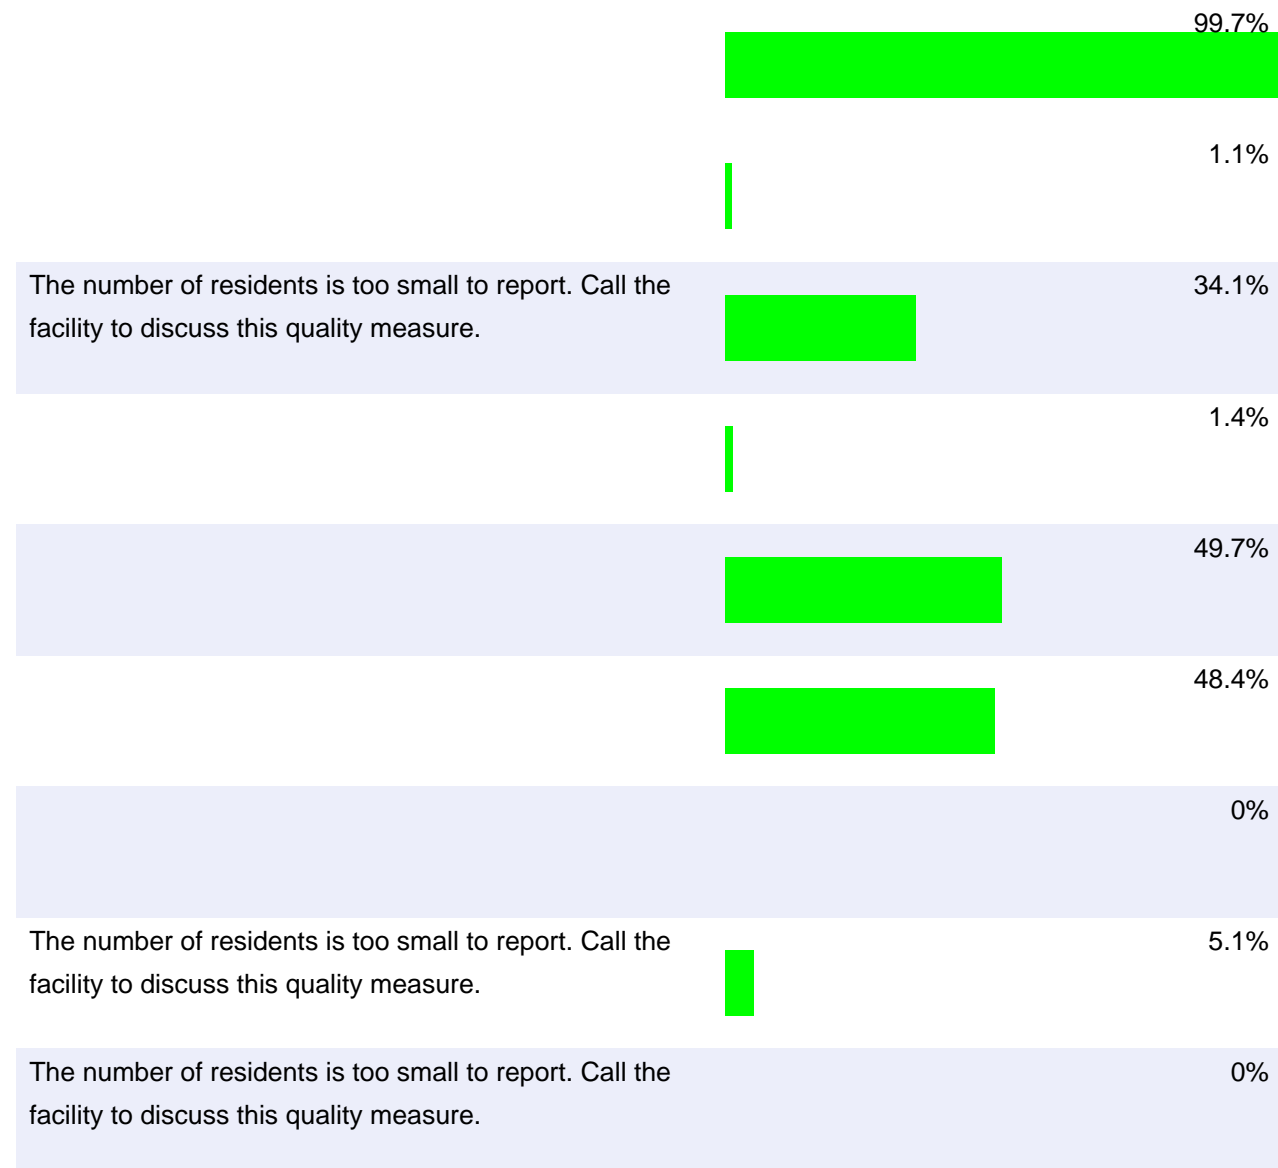 99.7%
1.1%
The number of residents is too small to report. Call the
facility to discuss this quality measure.
34.1%
1.4%
49.7%
48.4%
0%
The number of residents is too small to report. Call the
facility to discuss this quality measure.
5.1%
The number of residents is too small to report. Call the
facility to discuss this quality measure.
0%